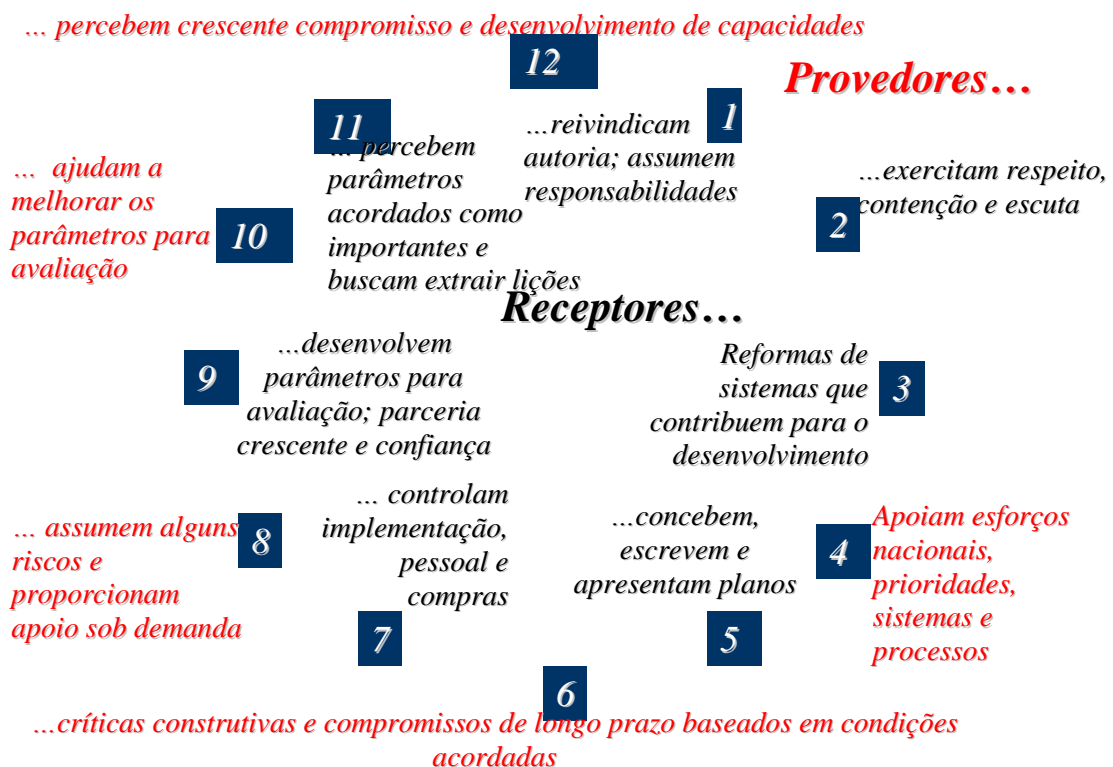 … percebem crescente compromisso e desenvolvimento de capacidades
12
Provedores…
1
…reivindicam
autoria; assumem
responsabilidades
11
… percebem
parâmetros
acordados como
importantes e
buscam extrair lições
…exercitam respeito,
contenção e escuta
2
… ajudam a
melhorar os
parâmetros para
avaliação
10
Receptores…
…desenvolvem
parâmetros para
avaliação; parceria
crescente e confiança
9
Reformas de
sistemas que
contribuem para o
desenvolvimento
3
… controlam
implementação,
pessoal e
compras
7
…concebem,
escrevem e
apresentam planos
5
Apoiam esforços
nacionais,
prioridades,
sistemas e
processos
4
… assumem alguns
riscos e
proporcionam
apoio sob demanda
8
6
…críticas construtivas e compromissos de longo prazo baseados em condições
acordadas